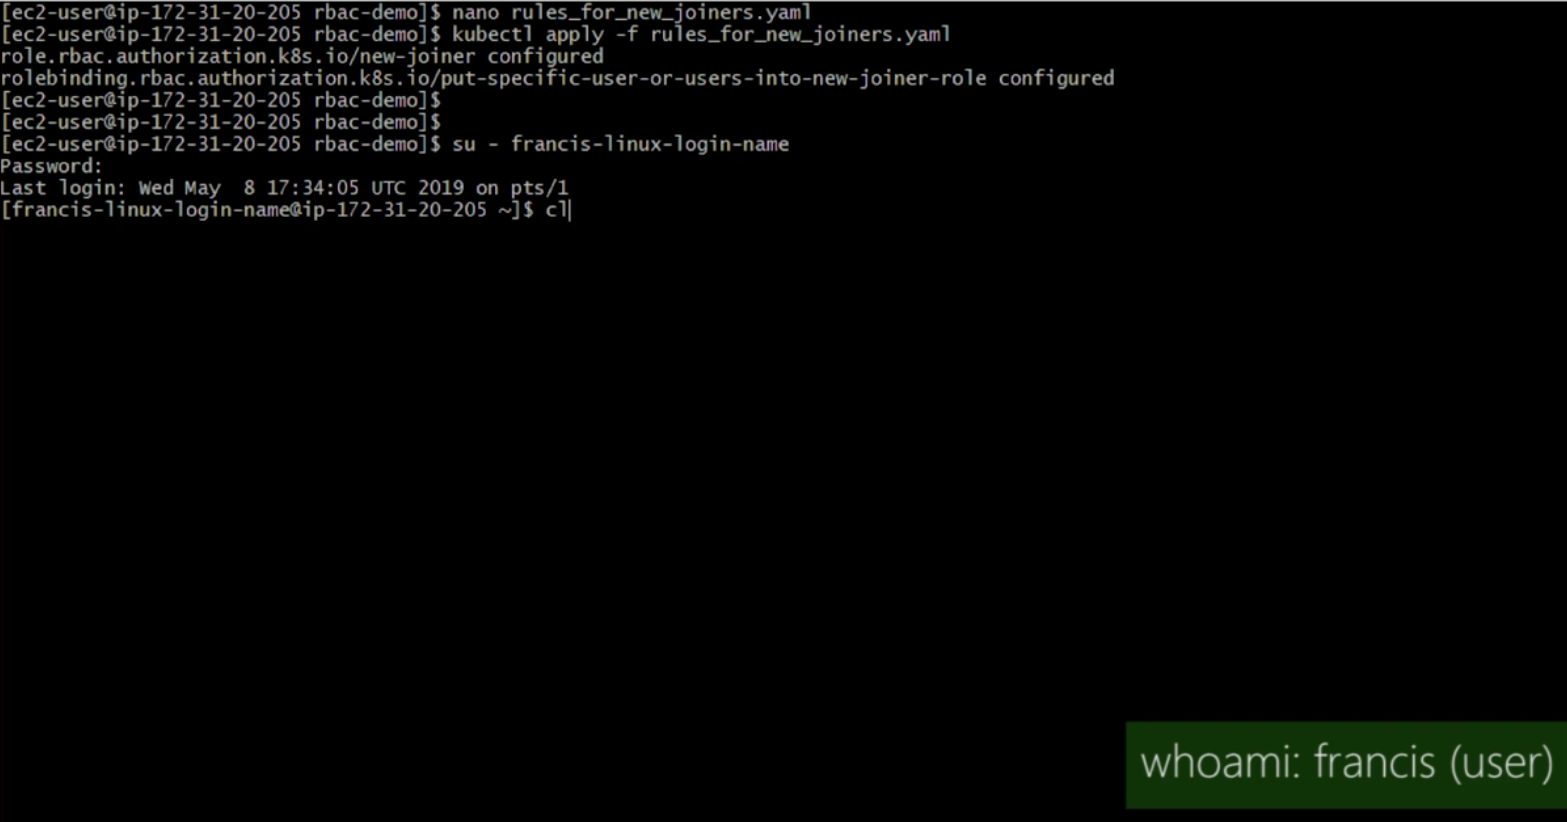 [ec2-user@ip-172-31-20-205 rbac-demo]$ nano rules_for_new_joiners.yaml
[ec2-user@ip-172-31-20-205 rbac-demo]$ kubectl apply -f rules_for_new_joiners.yaml
role.rbac.authorization.k8s.io/new-joiner configured
rolebinding.rbac.authorization.k8s.io/put-specific-user-or-users-into-new-joiner-role configured
[ec2-user@ip-172-31-20-205 rbac-demo]$
[ec2-user@ip-172-31-20-205 rbac-demo]$
[ec2-user@ip-172-31-20-205 rbac-demo]$ su - francis-linux-login-name
Password:
Last login: Wed May  8 17:34:05 UTC 2019 on pts/1
[francis-linux-login-name@ip-172-31-20-205 ~]$ cl
whoami: francis (user)